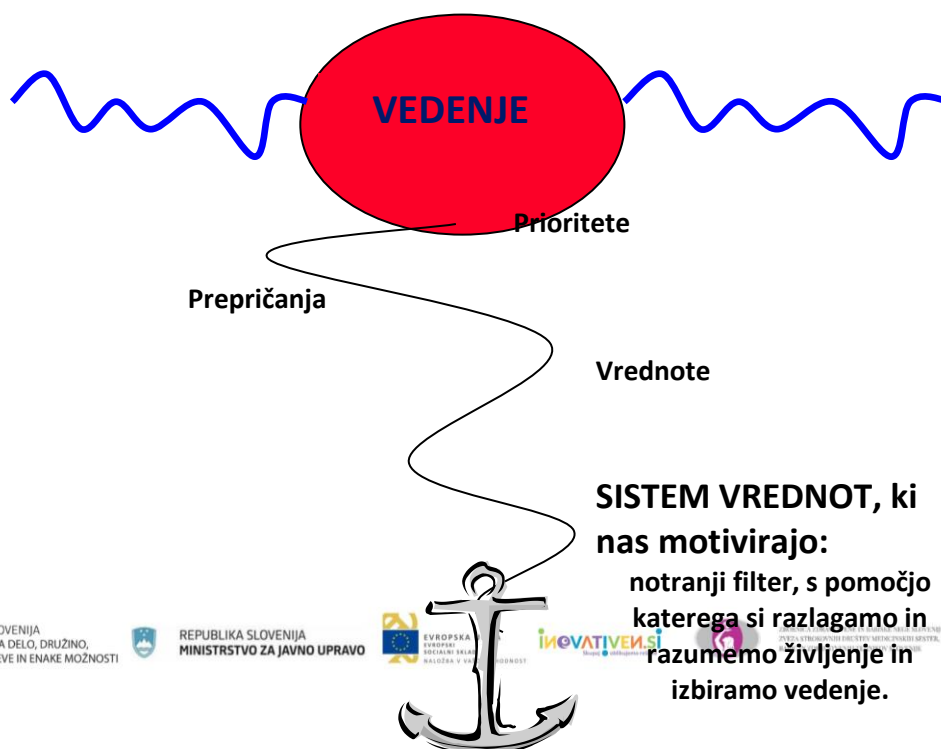 VEDENJE
Prioritete
Prepričanja
Vrednote
SISTEM VREDNOT, ki
nas motivirajo:
notranji filter, s pomočjo
katerega si razlagamo in
razumemo življenje in
izbiramo vedenje.
OVENIJA
A DELO, DRUŽINO,
EVE IN ENAKE MOŽNOSTI
REPUBLIKA SLOVENIJA
MINISTRSTVO ZA JAVNO UPRAVO
EVROPSKA
EVROPSKI
SOCIALNI SKLAD
NALOŽBA V
inovativen.si